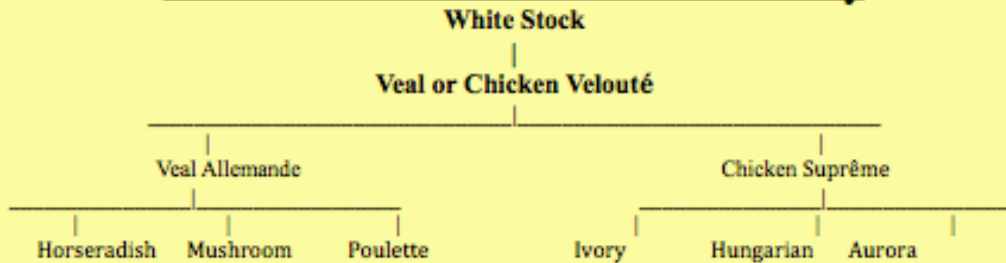 White Stock
Veal or Chicken Velouté
Veal Allemande Chicken Suprême
Horseradish Mushroom Poulette Ivory Hungarian Aurora